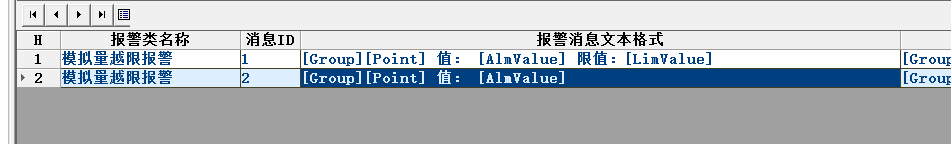 H 报警类名称 消息ID 报警消息文本格式
1 模拟量越限报警 1 [Group][Point] 值: [AlmValue] 限值:[LimValue] [Group
2 模拟量越限报警 2 [Group][Point] 值: [AlmValue] [Group